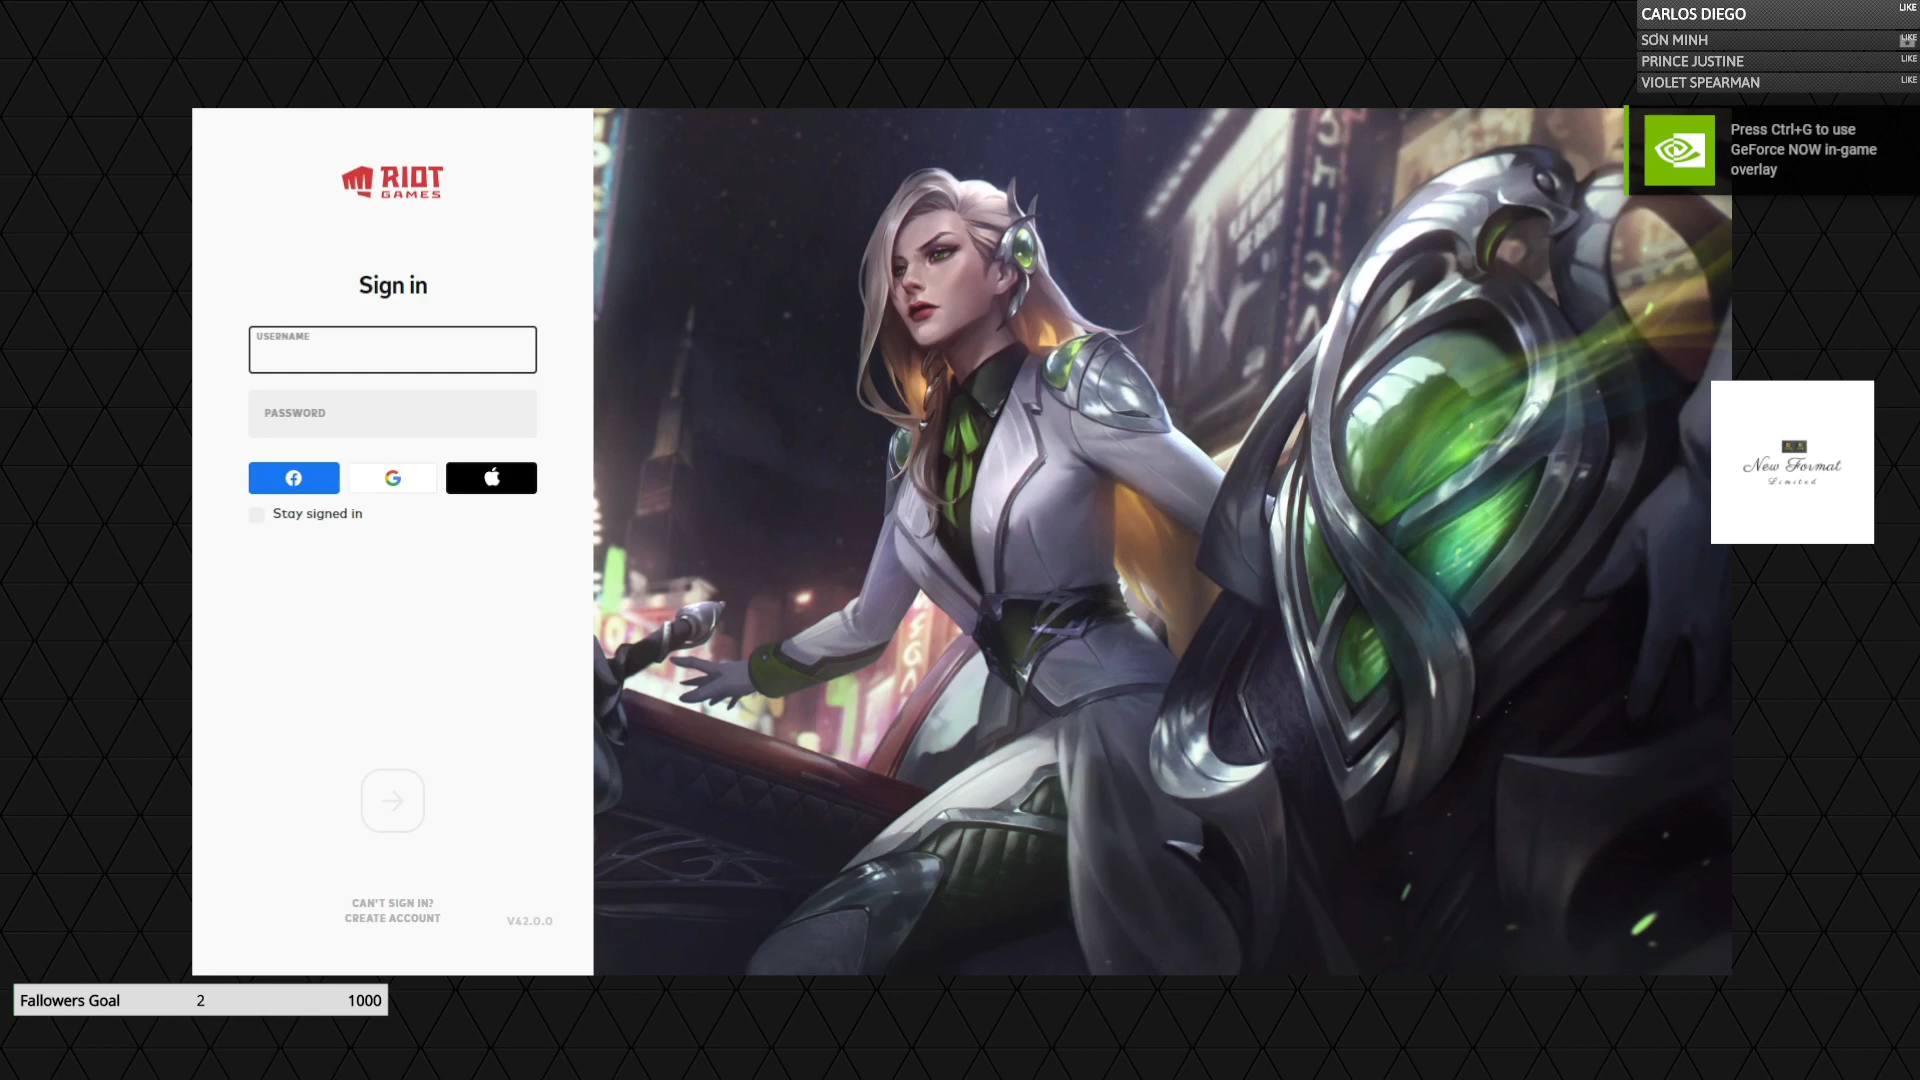 CARLOS DIEGO LIKE
SƠN MINH LIKE
PRINCE JUSTINE LIKE
VIOLET SPEARMAN LIKE
Press Ctrl+G to use
GeForce NOW in-game
overlay
RIOT
GAMES
Sign in
USERNAME
PASSWORD
Stay signed in
CAN'T SIGN IN?
CREATE ACCOUNT
V42.0.0
New Format
Limited
Fallowers Goal 2 1000